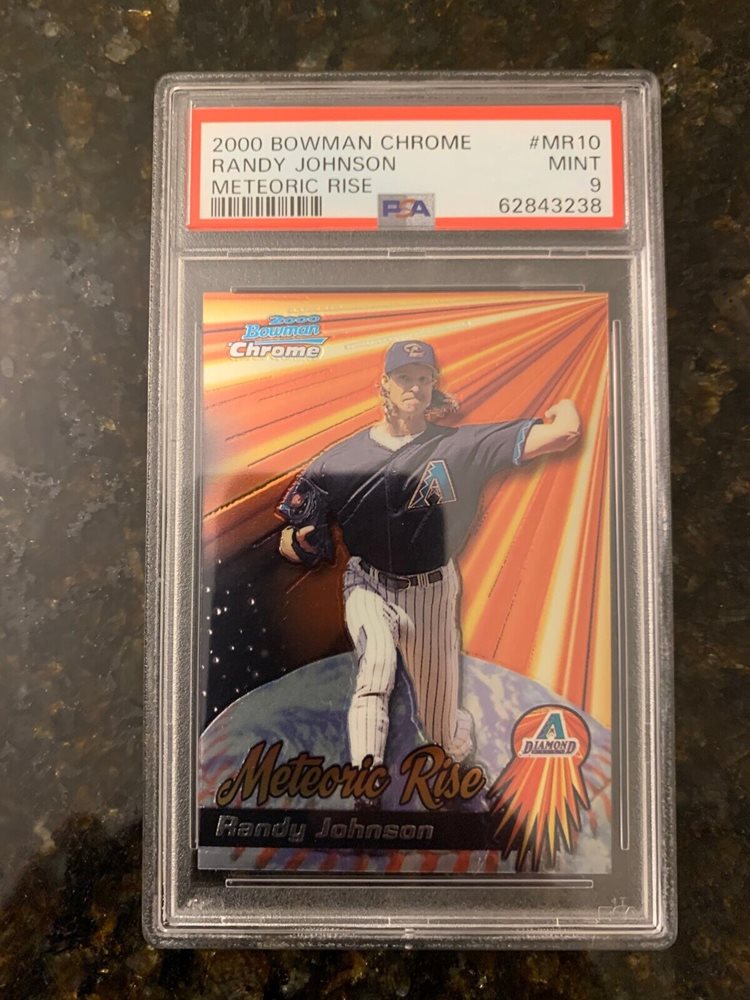 2000 BOWMAN CHROME #MR10
RANDY JOHNSON MINT
METEORIC RISE 9
PSA 62843238
2000
Bowman
Chrome
A
A
DIAMOND
Meteoric Rise
Randy Johnson